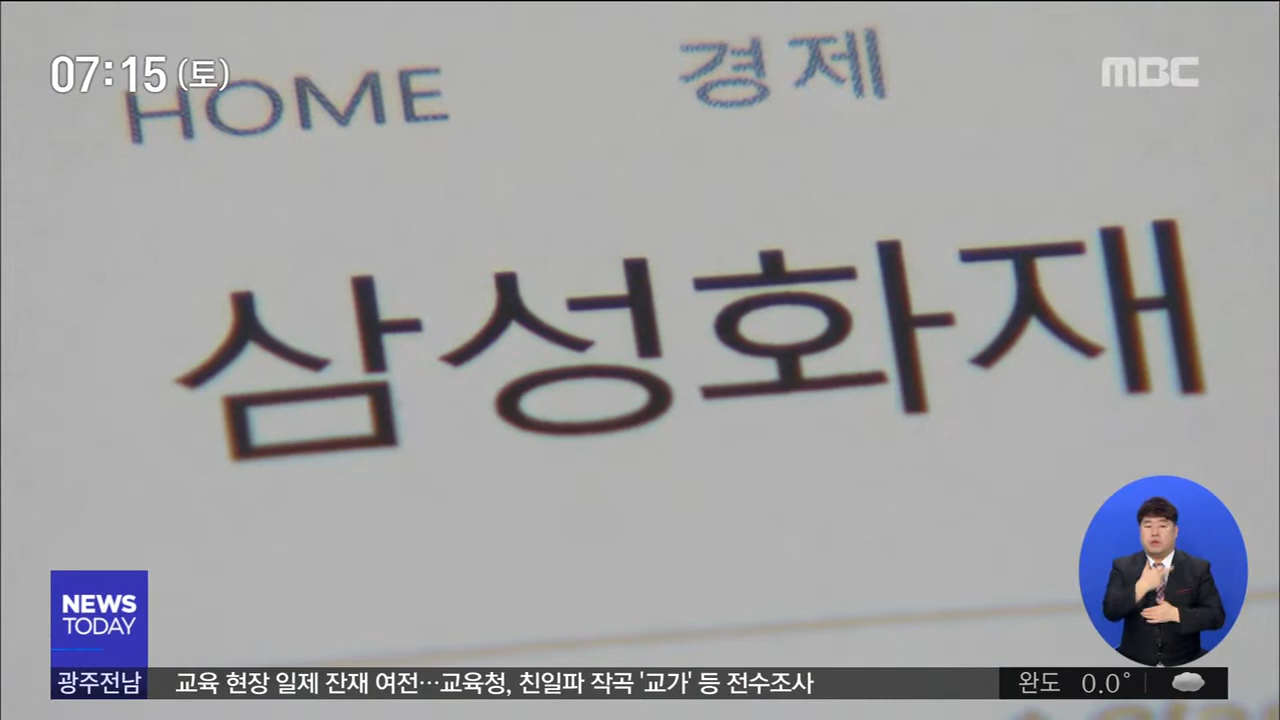 07:15 (토)
MBC
HOME 경제
삼성화재
NEWS
TODAY
광주전남 교육 현장 일제 잔재 여전…교육청, 친일파 작곡 '교가' 등 전수조사 완도 0.0°